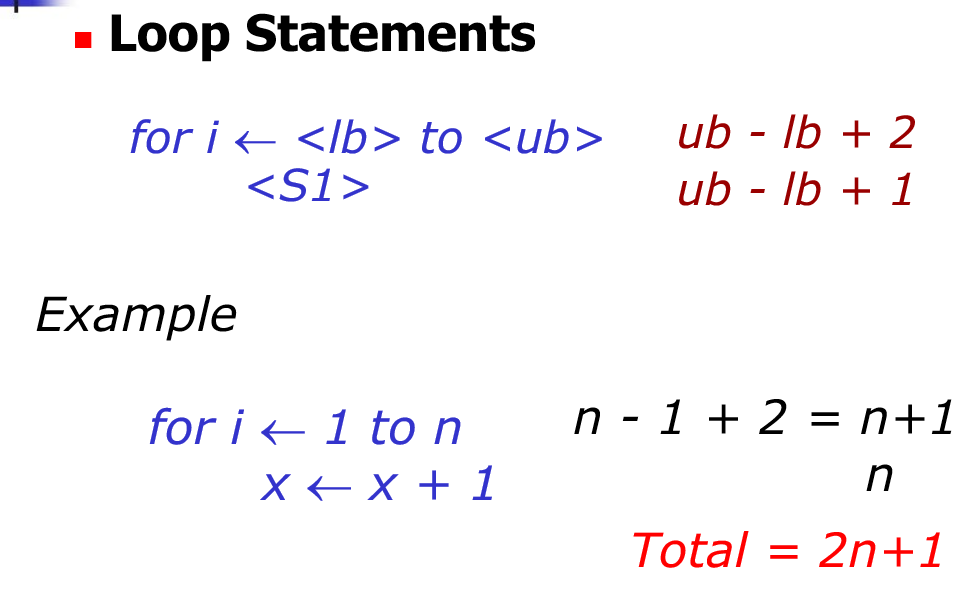 Loop Statements
for i ← <lb> to <ub> ub - lb + 2
<S1> ub - lb + 1
Example
for i ← 1 to n n - 1 + 2 = n+1
x ← x + 1 n
Total = 2n+1